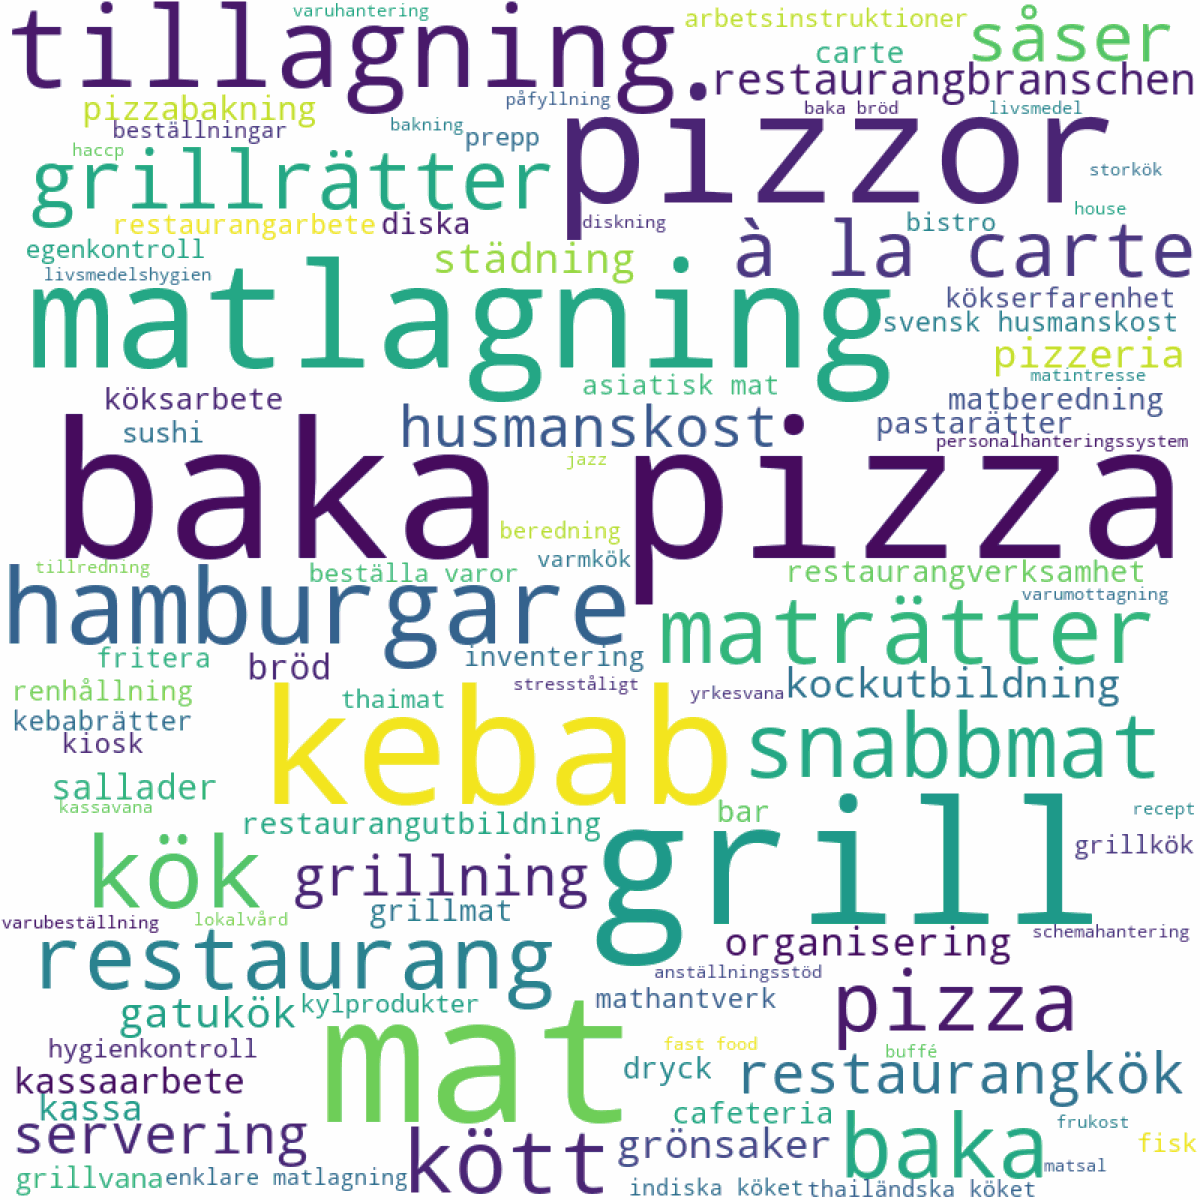 varuhantering
arbetsinstruktioner
såser
tillagning.
carte
restaurangbranschen
pizzabakning
påfyllning
baka bröd
livsmedel
beställningar
bakning
prepp
pizzor
haccp
grillrätter
storkök
restaurangarbete
diska
diskning
bistro
house
egenkontroll
städning
à la carte
livsmedelshygien
matlagning
kökserfarenhet
svensk husmanskost
pizzeria
asiatisk mat
matintresse
köksarbete
husmanskost
matberedning
sushi
pastarätter
personalhanteringssystem
jazz
baka pizza
beredning
varmkök
tillredning
beställa varor
restaurangverksamhet
hamburgare
varumottagning
maträtter
fritera
bröd
inventering
renhållning
thaimat
stresståligt
yrkesvana
kockutbildning
kebabrätter
kiosk
kebab
snabbmat
sallader
kassavana
restaurangutbildning
bar
recept
grill
kök
grillning
grillkök
varubeställning
lokalvård
grillmat
restaurang
organisering
schemahantering
anställningsstöd
gatukök
kylprodukter
mat
mathantverk
pizza
hygienkontroll
fast food
buffé
kassaarbete
dryck
restaurangkök
kassa
cafeteria
servering
kött
grönsaker
baka
frukost
fisk
matsal
grillvana
enklare matlagning
indiska köket
thailändska köket